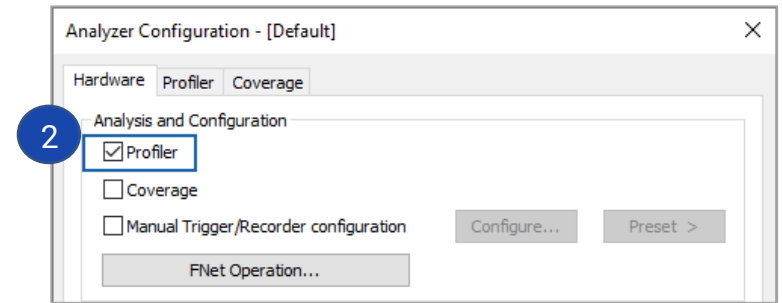 Analyzer Configuration - [Default]
Hardware Profiler Coverage
Analysis and Configuration
2
Profiler
Coverage
Manual Trigger/Recorder configuration Configure... Preset >
FNet Operation...